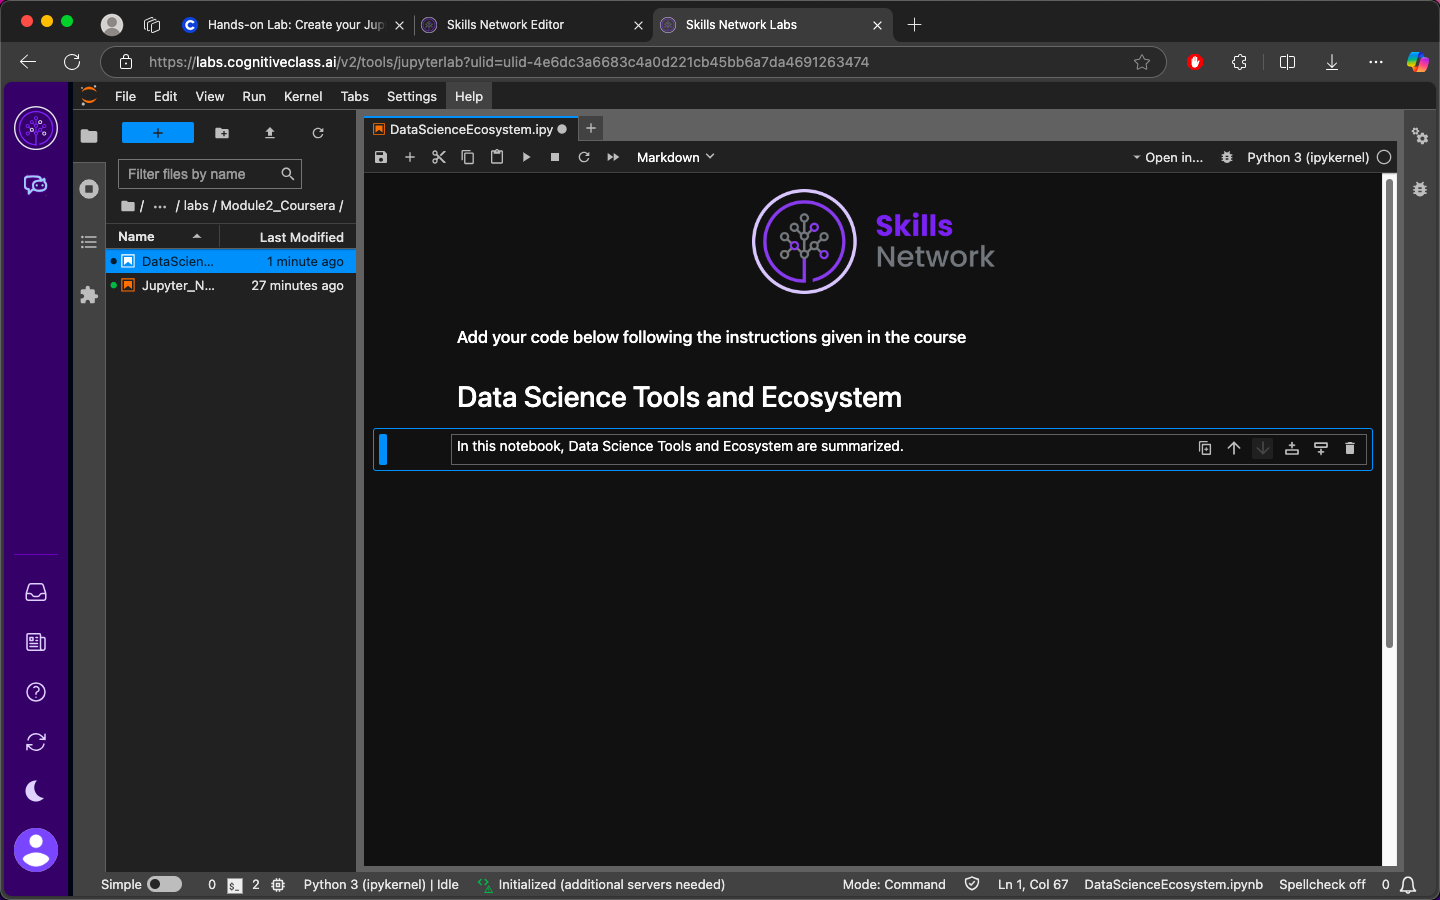 Hands-on Lab: Create your Jup
Skills Network Editor
Skills Network Labs
https://labs.cognitiveclass.ai/v2/tools/jupyterlab?ulid=ulid-4e6dc3a6683c4a0d221cb45bb6a7da4691263474
File Edit View Run Kernel Tabs Settings Help
DataScienceEcosystem.ipy
Markdown
Open in...
Python 3 (ipykernel)
Filter files by name
/ ... / labs / Module2_Coursera /
Name Last Modified
DataScien... 1 minute ago
Jupyter_N... 27 minutes ago
Skills
Network
Add your code below following the instructions given in the course
Data Science Tools and Ecosystem
In this notebook, Data Science Tools and Ecosystem are summarized.
Simple 0 $_ 2 Python 3 (ipykernel) | Idle Initialized (additional servers needed) Mode: Command Ln 1, Col 67 DataScienceEcosystem.ipynb Spellcheck off 0